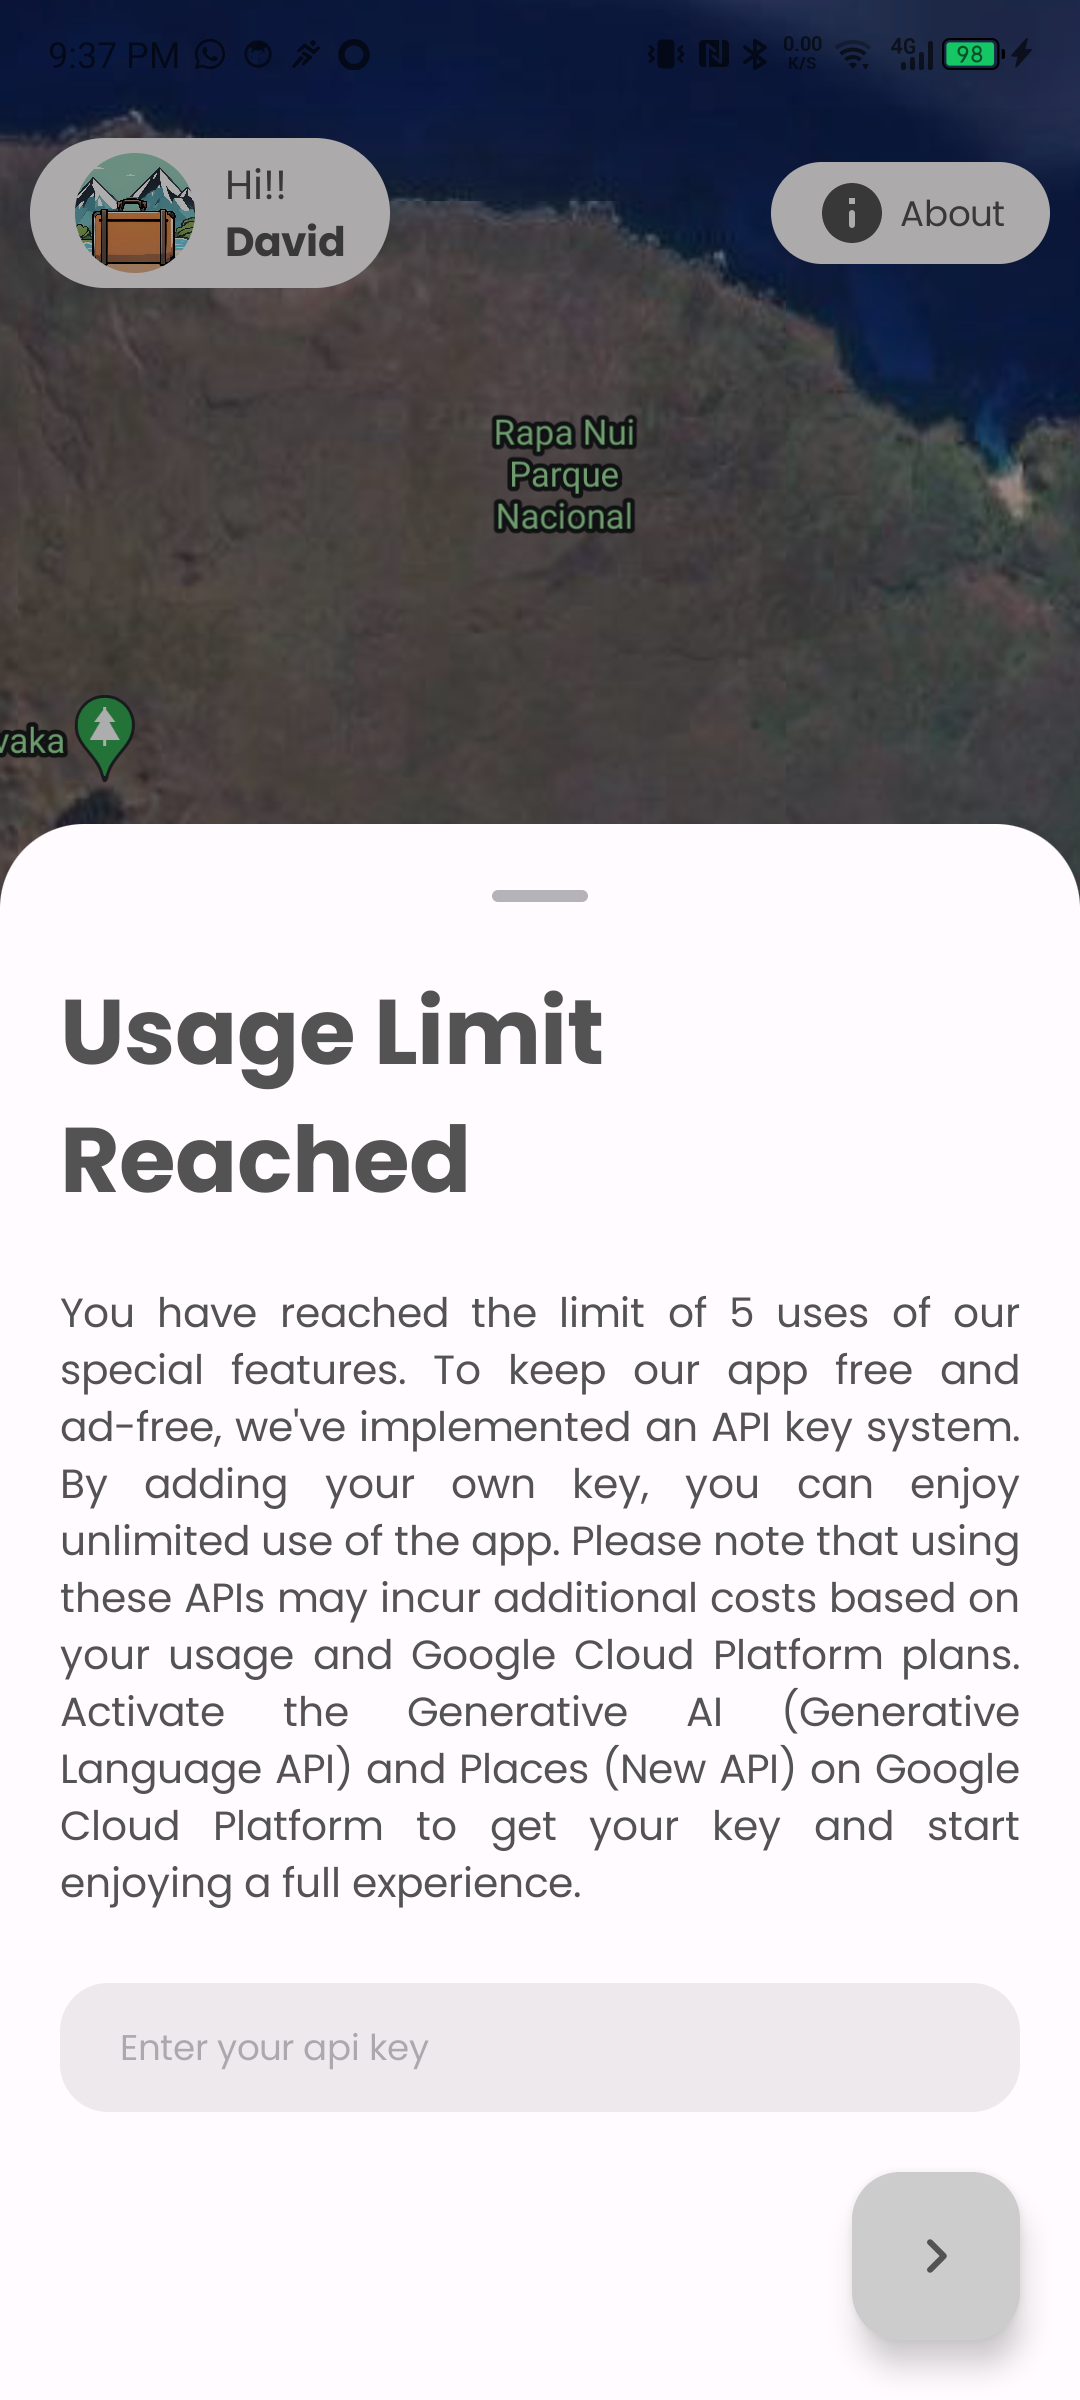 9:37 PM
0.00
K/S
4G
98
Hi!!
David
About
Rapa Nui
Parque
Nacional
vaka
Usage Limit
Reached
You have reached the limit of 5 uses of our
special features. To keep our app free and
ad-free, we've implemented an API key system.
By adding your own key, you can enjoy
unlimited use of the app. Please note that using
these APIs may incur additional costs based on
your usage and Google Cloud Platform plans.
Activate the Generative AI (Generative
Language API) and Places (New API) on Google
Cloud Platform to get your key and start
enjoying a full experience.
Enter your api key